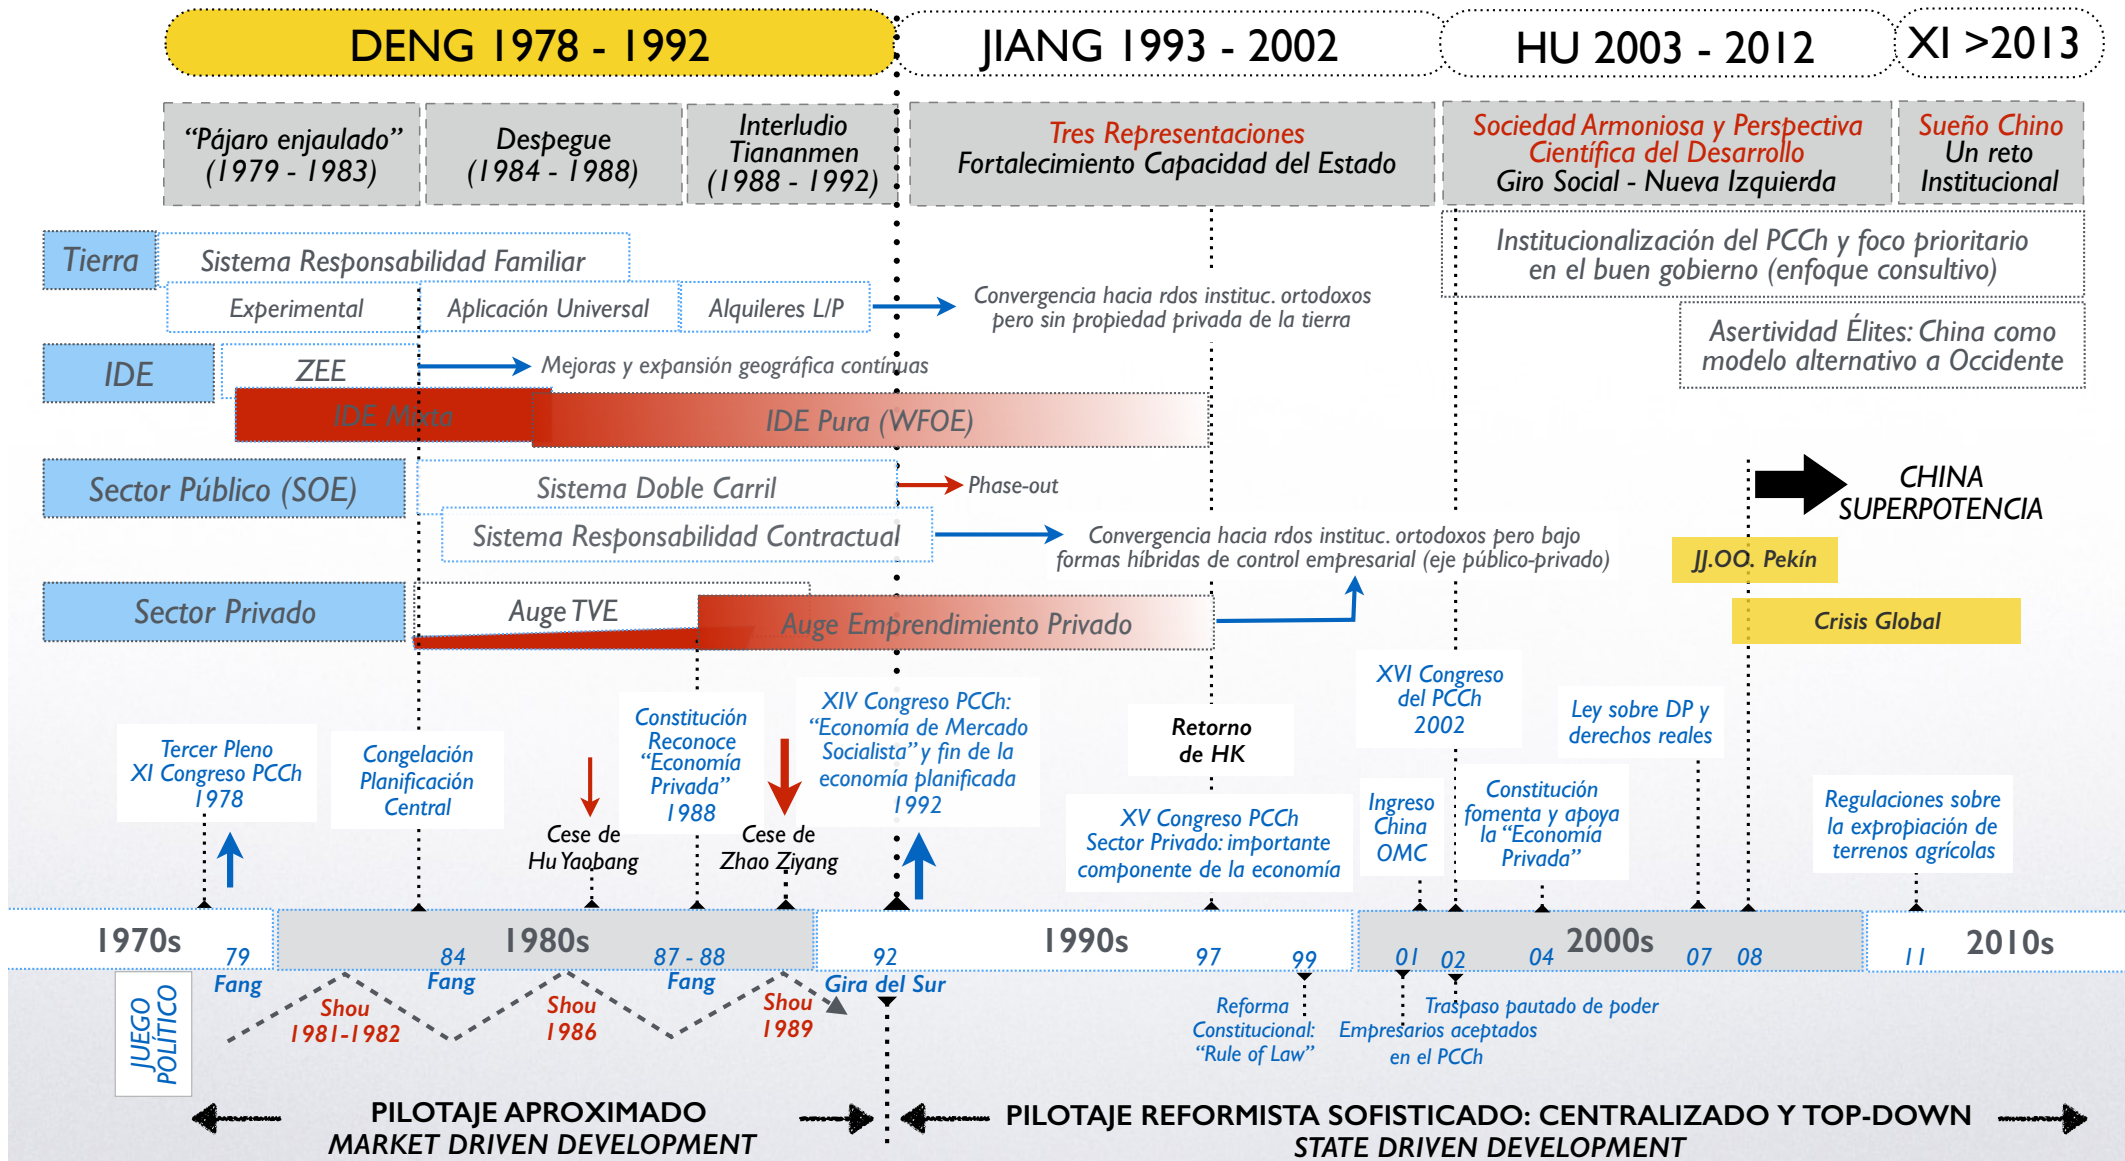 DENG 1978 - 1992
JIANG 1993 - 2002
HU 2003 - 2012
XI >2013
“Pájaro enjaulado”
(1979 - 1983)
Despegue
(1984 - 1988)
Interludio
Tiananmen
(1988 - 1992)
Tres Representaciones
Fortalecimiento Capacidad del Estado
Sociedad Armoniosa y Perspectiva
Científica del Desarrollo
Giro Social - Nueva Izquierda
Sueño Chino
Un reto
Institucional
Tierra
Sistema Responsabilidad Familiar
Experimental
Aplicación Universal
Alquileres L/P
Convergencia hacia rdos instituc. ortodoxos
pero sin propiedad privada de la tierra
Institucionalización del PCCh y foco prioritario
en el buen gobierno (enfoque consultivo)
Asertividad Élites: China como
modelo alternativo a Occidente
IDE
ZEE
Mejoras y expansión geográfica contínuas
IDE Mixta
IDE Pura (WFOE)
Sector Público (SOE)
Sistema Doble Carril
Phase-out
Sistema Responsabilidad Contractual
Convergencia hacia rdos instituc. ortodoxos pero bajo
formas híbridas de control empresarial (eje público-privado)
CHINA
SUPERPOTENCIA
JJ.OO. Pekín
Crisis Global
Sector Privado
Auge TVE
Auge Emprendimiento Privado
Tercer Pleno
XI Congreso PCCh
1978
Congelación
Planificación
Central
Cese de
Hu Yaobang
Constitución
Reconoce
“Economía
Privada”
1988
Cese de
Zhao Ziyang
XIV Congreso PCCh:
“Economía de Mercado
Socialista” y fin de la
economía planificada
1992
Retorno
de HK
XV Congreso PCCh
Sector Privado: importante
componente de la economía
XVI Congreso
del PCCh
2002
Ingreso
China
OMC
Constitución
fomenta y apoya
la “Economía
Privada”
Ley sobre DP y
derechos reales
Regulaciones sobre
la expropiación de
terrenos agrícolas
1970s
1980s
1990s
2000s
2010s
79
Fang
84
Fang
87 - 88
Fang
92
Gira del Sur
97
99
01
02
04
07
08
11
JUEGO
POLÍTICO
Shou
1981-1982
Shou
1986
Shou
1989
Reforma
Constitucional:
“Rule of Law”
Traspaso pautado de poder
Empresarios aceptados
en el PCCh
PILOTAJE APROXIMADO
MARKET DRIVEN DEVELOPMENT
PILOTAJE REFORMISTA SOFISTICADO: CENTRALIZADO Y TOP-DOWN
STATE DRIVEN DEVELOPMENT